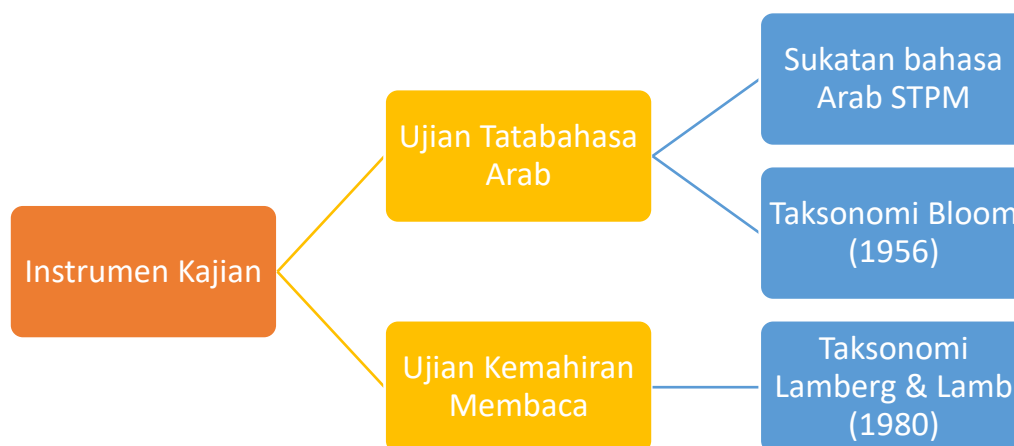 Instrumen Kajian
Ujian Tatabahasa
Arab
Sukatan bahasa
Arab STPM
Taksonomi Bloom
(1956)
Ujian Kemahiran
Membaca
Taksonomi
Lamberg & Lamb
(1980)